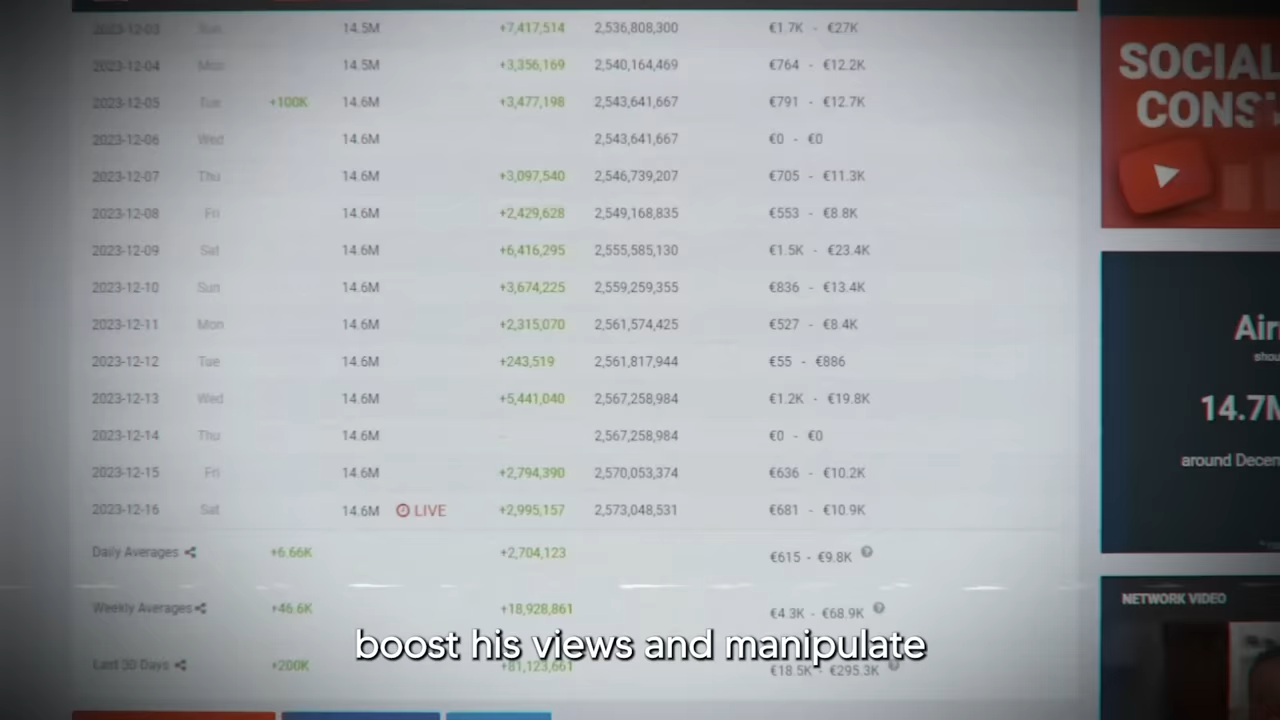 2023-12-03 Sun 14.5M +7,417,514 2,536,808,300 €1.7K - €27K
2023-12-04 Mon 14.5M +3,356,169 2,540,164,469 €764 - €12.2K
2023-12-05 Tue +100K 14.6M +3,477,198 2,543,641,667 €791 - €12.7K
2023-12-06 Wed 14.6M 2,543,641,667 €0 - €0
2023-12-07 Thu 14.6M +3,097,540 2,546,739,207 €705 - €11.3K
2023-12-08 Fri 14.6M +2,429,628 2,549,168,835 €553 - €8.8K
2023-12-09 Sat 14.6M +6,416,295 2,555,585,130 €1.5K - €23.4K
2023-12-10 Sun 14.6M +3,674,225 2,559,259,355 €836 - €13.4K
2023-12-11 Mon 14.6M +2,315,070 2,561,574,425 €527 - €8.4K
2023-12-12 Tue 14.6M +243,519 2,561,817,944 €55 - €886
2023-12-13 Wed 14.6M +5,441,040 2,567,258,984 €1.2K - €19.8K
2023-12-14 Thu 14.6M 2,567,258,984 €0 - €0
2023-12-15 Fri 14.6M +2,794,390 2,570,053,374 €636 - €10.2K
2023-12-16 Sat 14.6M LIVE +2,995,157 2,573,048,531 €681 - €10.9K
Daily Averages +6.66K +2,704,123 €615 - €9.8K
Weekly Averages +46.6K +18,928,861 €4.3K - €68.9K
Last 30 Days +200K +81,123,661 €18.5K - €295.3K
boost his views and manipulate
SOCIAL
CONS
Air
shou
14.7M
around Decem
NETWORK VIDEO